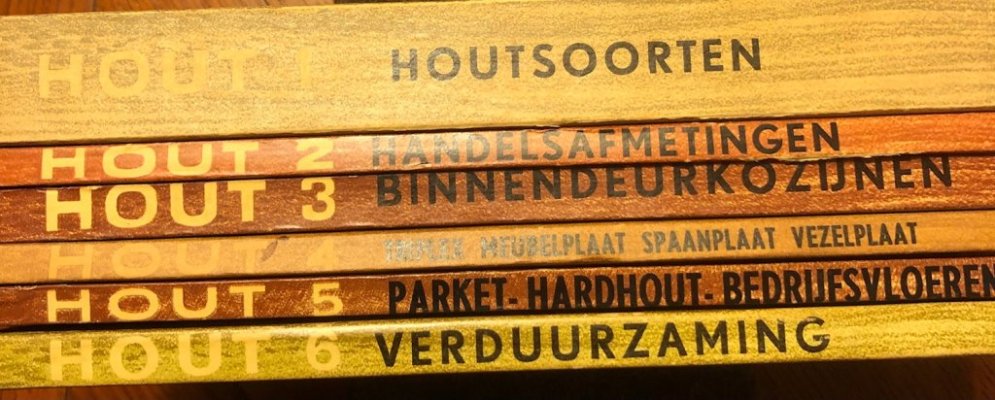 HOUT 1 HOUTSOORTEN
HOUT 2 HANDELSAFMETINGEN
HOUT 3 BINNENDEURKOZIJNEN
HOUT 4 TRIPLEX MEUBELPLAAT SPAANPLAAT VEZELPLAAT
HOUT 5 PARKET-HARDHOUT-BEDRIJFSVLOEREN
HOUT 6 VERDUURZAMING